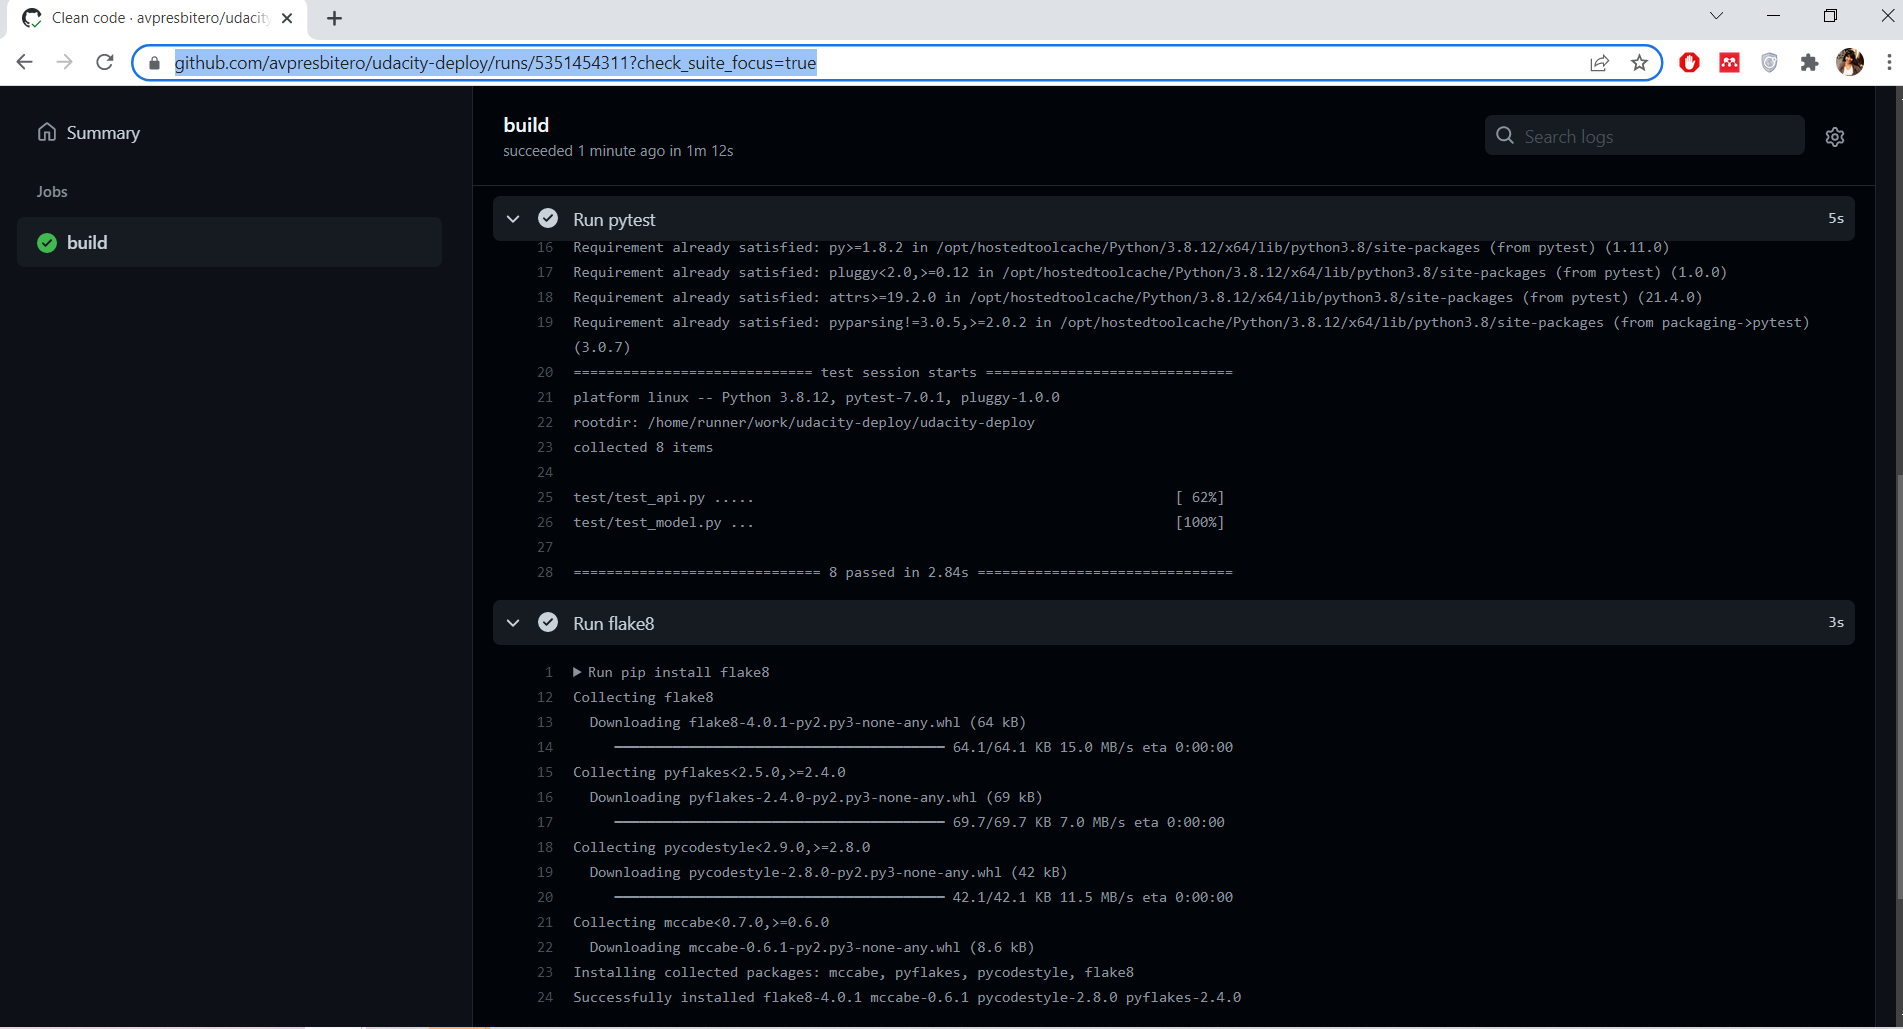 Clean code · avpresbitero/udacity
github.com/avpresbitero/udacity-deploy/runs/5351454311?check_suite_focus=true
Summary
Jobs
build
build
succeeded 1 minute ago in 1m 12s
Search logs
Run pytest 5s
16 Requirement already satisfied: py>=1.8.2 in /opt/hostedtoolcache/Python/3.8.12/x64/lib/python3.8/site-packages (from pytest) (1.11.0)
17 Requirement already satisfied: pluggy<2.0,>=0.12 in /opt/hostedtoolcache/Python/3.8.12/x64/lib/python3.8/site-packages (from pytest) (1.0.0)
18 Requirement already satisfied: attrs>=19.2.0 in /opt/hostedtoolcache/Python/3.8.12/x64/lib/python3.8/site-packages (from pytest) (21.4.0)
19 Requirement already satisfied: pyparsing!=3.0.5,>=2.0.2 in /opt/hostedtoolcache/Python/3.8.12/x64/lib/python3.8/site-packages (from packaging->pytest)
(3.0.7)
20 ============================= test session starts ==============================
21 platform linux -- Python 3.8.12, pytest-7.0.1, pluggy-1.0.0
22 rootdir: /home/runner/work/udacity-deploy/udacity-deploy
23 collected 8 items
24
25 test/test_api.py ..... [ 62%]
26 test/test_model.py ... [100%]
27
28 ============================== 8 passed in 2.84s ===============================
Run flake8 3s
1 Run pip install flake8
12 Collecting flake8
13 Downloading flake8-4.0.1-py2.py3-none-any.whl (64 kB)
14 ━━━━━━━━━━━━━━━━━━━━━━━━━━━━━━━━━━━━━━━━ 64.1/64.1 KB 15.0 MB/s eta 0:00:00
15 Collecting pyflakes<2.5.0,>=2.4.0
16 Downloading pyflakes-2.4.0-py2.py3-none-any.whl (69 kB)
17 ━━━━━━━━━━━━━━━━━━━━━━━━━━━━━━━━━━━━━━━━ 69.7/69.7 KB 7.0 MB/s eta 0:00:00
18 Collecting pycodestyle<2.9.0,>=2.8.0
19 Downloading pycodestyle-2.8.0-py2.py3-none-any.whl (42 kB)
20 ━━━━━━━━━━━━━━━━━━━━━━━━━━━━━━━━━━━━━━━━ 42.1/42.1 KB 11.5 MB/s eta 0:00:00
21 Collecting mccabe<0.7.0,>=0.6.0
22 Downloading mccabe-0.6.1-py2.py3-none-any.whl (8.6 kB)
23 Installing collected packages: mccabe, pyflakes, pycodestyle, flake8
24 Successfully installed flake8-4.0.1 mccabe-0.6.1 pycodestyle-2.8.0 pyflakes-2.4.0